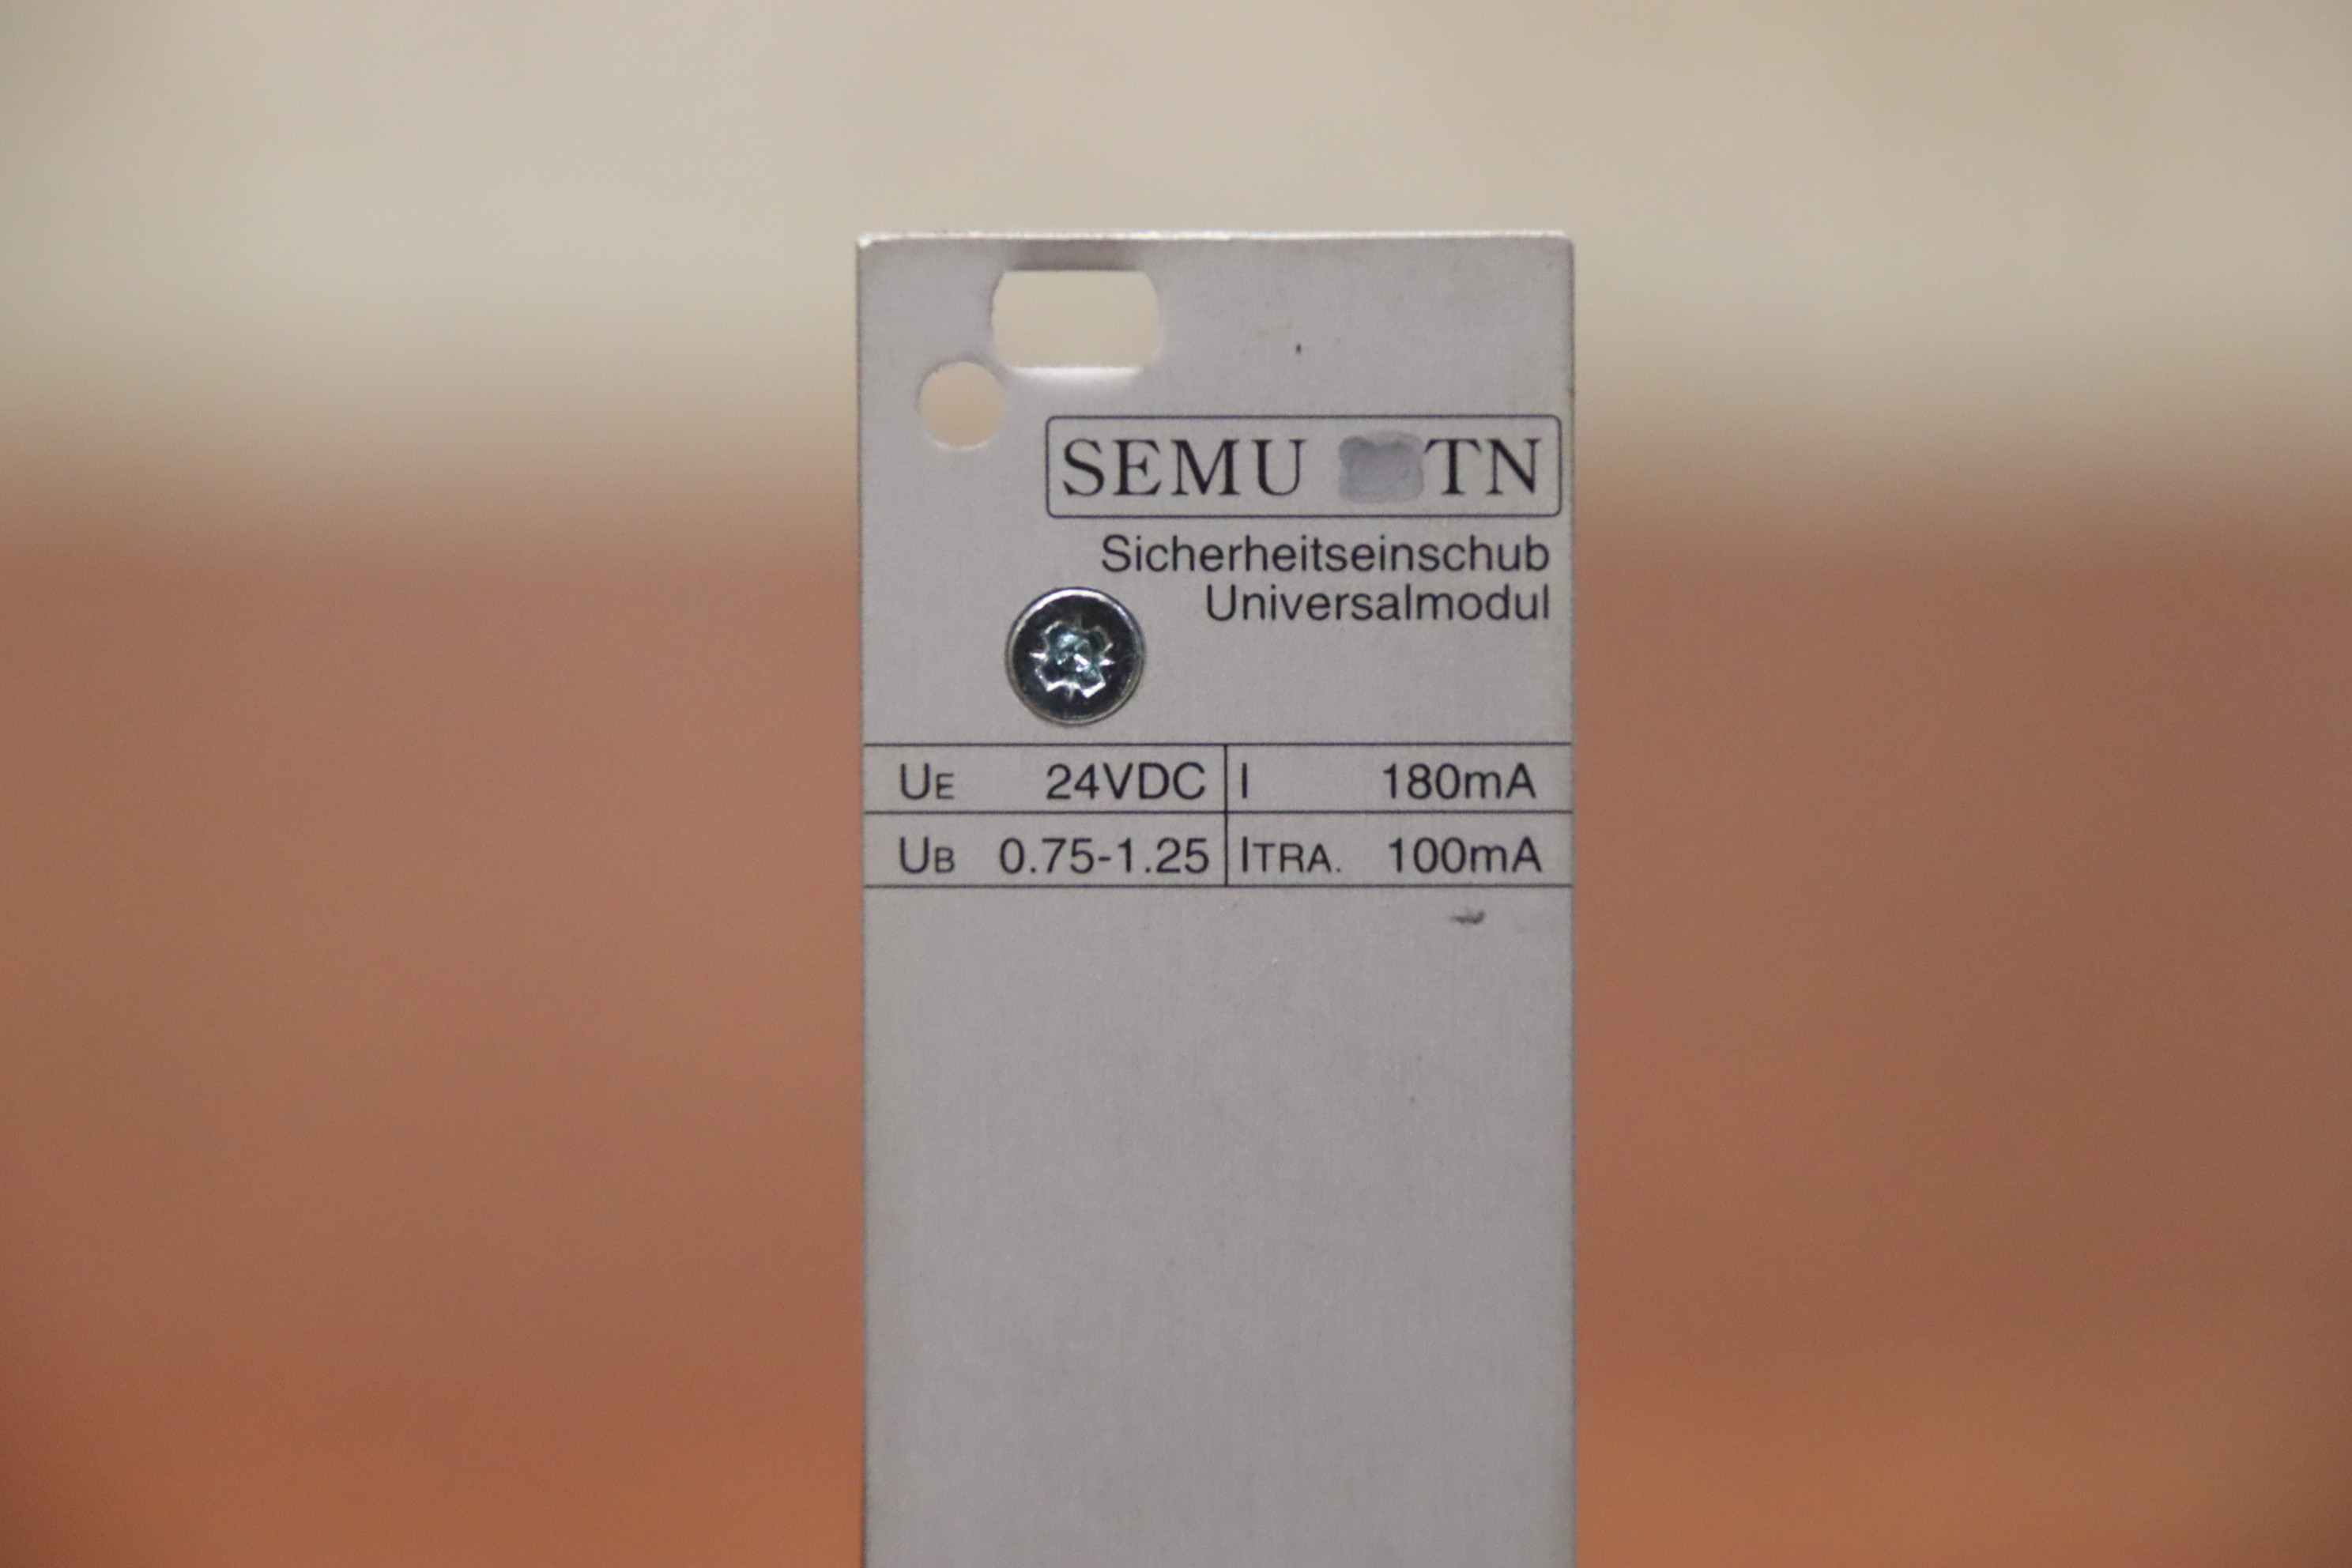 SEMU TN
Sicherheitseinschub
Universalmodul
UE 24VDC I 180mA
UB 0.75-1.25 ITRA. 100mA